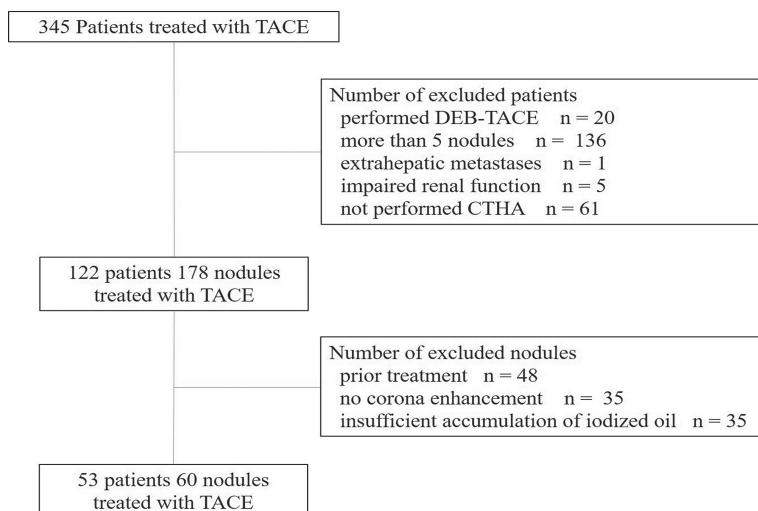 345 Patients treated with TACE
Number of excluded patients
performed DEB-TACE n = 20
more than 5 nodules n = 136
extrahepatic metastases n = 1
impaired renal function n = 5
not performed CTHA n = 61
122 patients 178 nodules
treated with TACE
Number of excluded nodules
prior treatment n = 48
no corona enhancement n = 35
insufficient accumulation of iodized oil n = 35
53 patients 60 nodules
treated with TACE